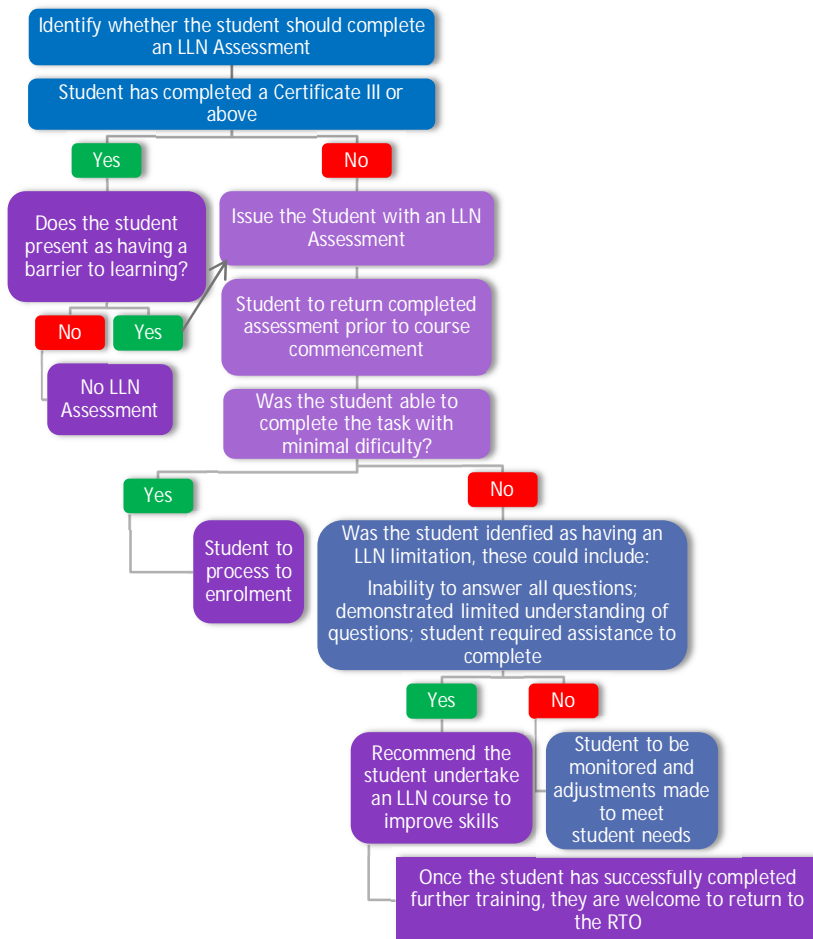 Identify whether the student should complete
an LLN Assessment
Student has completed a Certificate III or
above
Yes
No
Does the student
present as having a
barrier to learning?
Issue the Student with an LLN
Assessment
No
Yes
Student to return completed
assessment prior to course
commencement
No LLN
Assessment
Was the student able to
complete the task with
minimal dificulty?
Yes
No
Student to
process to
enrolment
Was the student idenfied as having an
LLN limitation, these could include:
Inability to answer all questions;
demonstrated limited understanding of
questions; student required assistance to
complete
Yes
No
Recommend the
student undertake
an LLN course to
improve skills
Student to be
monitored and
adjustments made
to meet
student needs
Once the student has successfully completed
further training, they are welcome to return to
the RTO